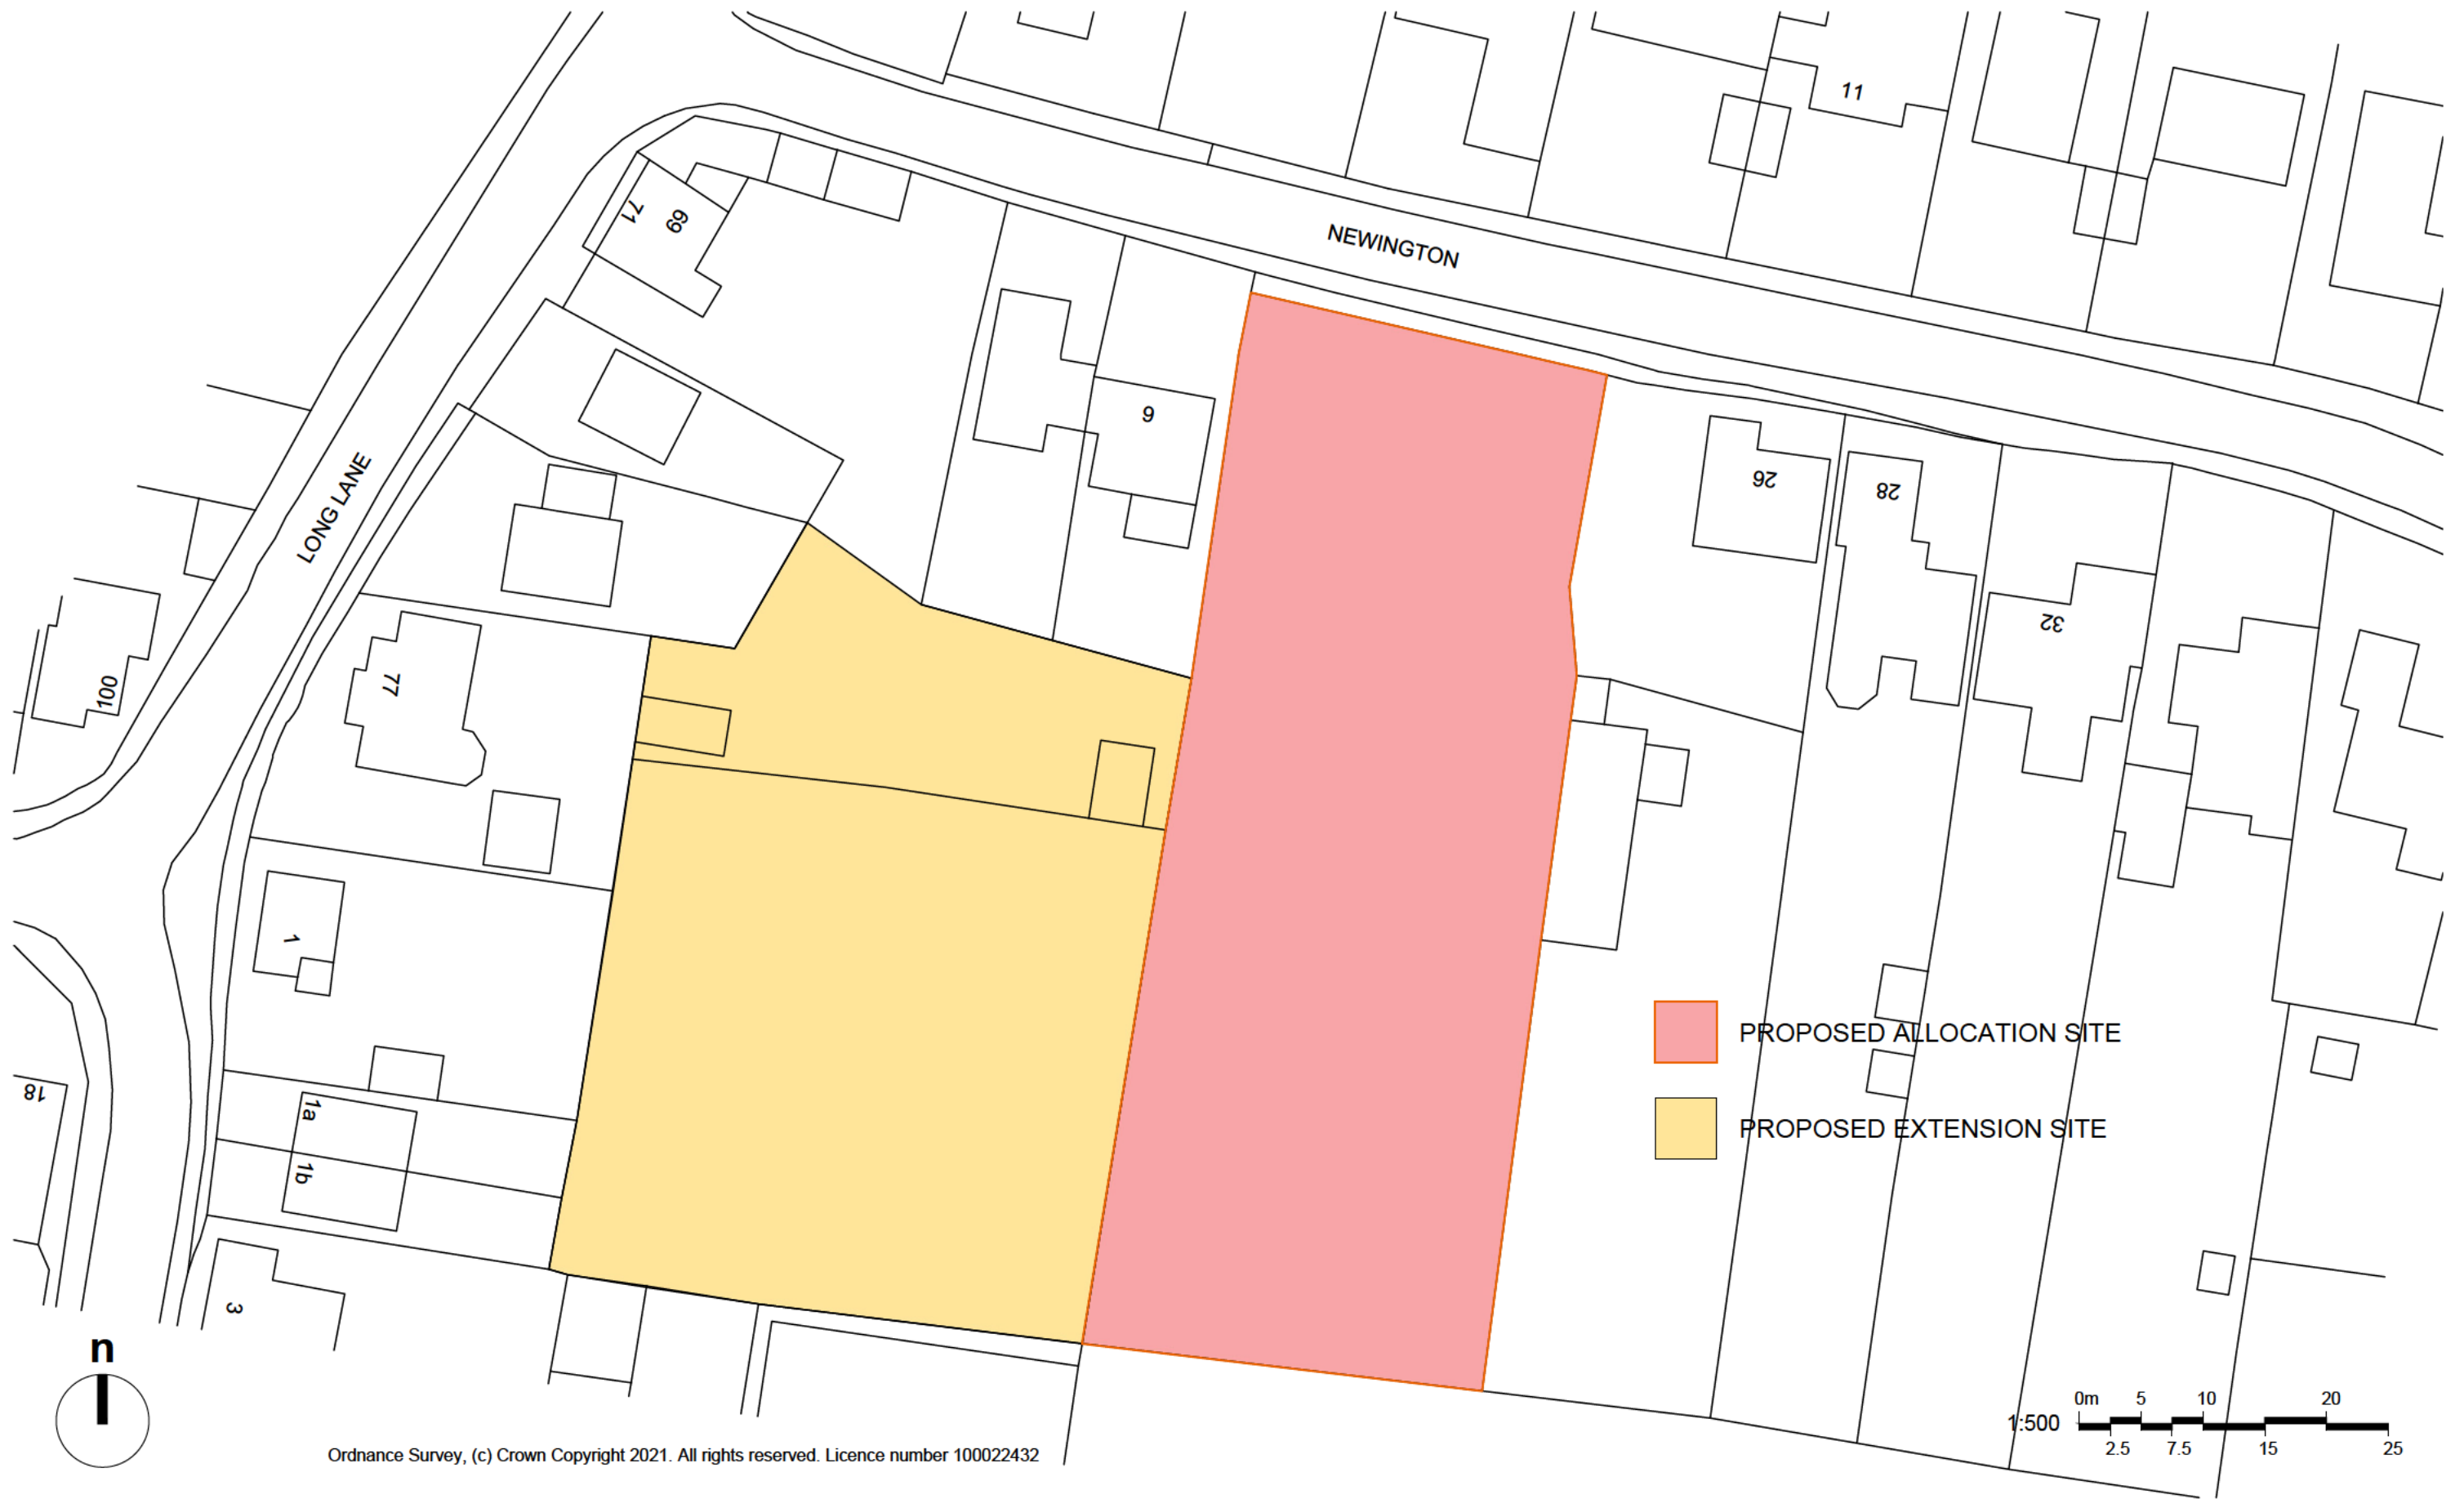 11
71
69
NEWINGTON
6
LONG LANE
26
28
32
77
100
1
PROPOSED ALLOCATION SITE
18
1a
PROPOSED EXTENSION SITE
1b
3
n
0m 5 10 20
1:500
2.5 7.5 15 25
Ordnance Survey, (c) Crown Copyright 2021. All rights reserved. Licence number 100022432